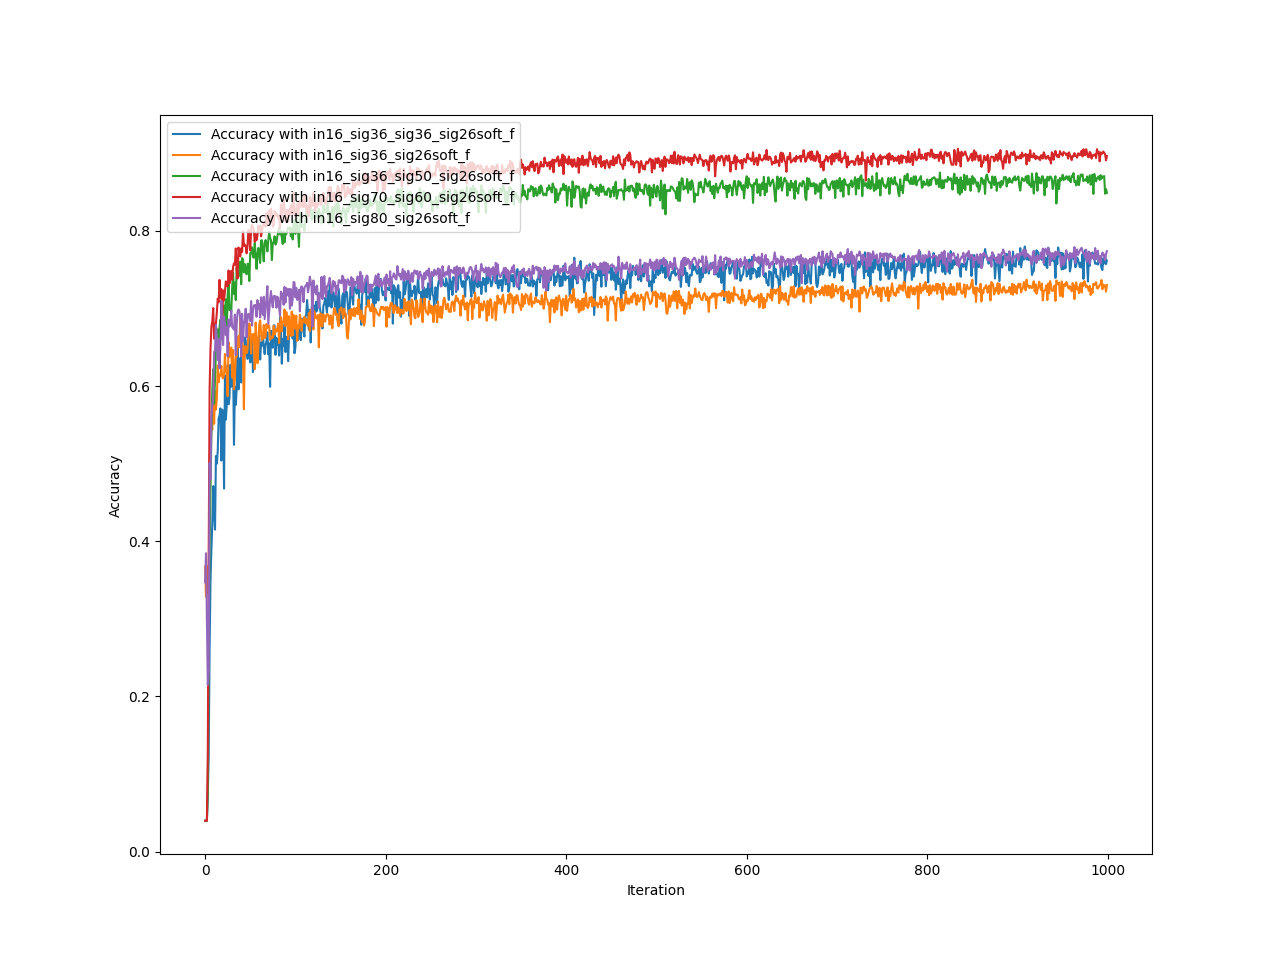 Accuracy with in16_sig36_sig36_sig26soft_f
Accuracy with in16_sig36_sig26soft_f
Accuracy with in16_sig36_sig50_sig26soft_f
Accuracy with in16_sig70_sig60_sig26soft_f
Accuracy with in16_sig80_sig26soft_f
0.8
0.6
0.4
0.2
0.0
Accuracy
0 200 400 600 800 1000
Iteration